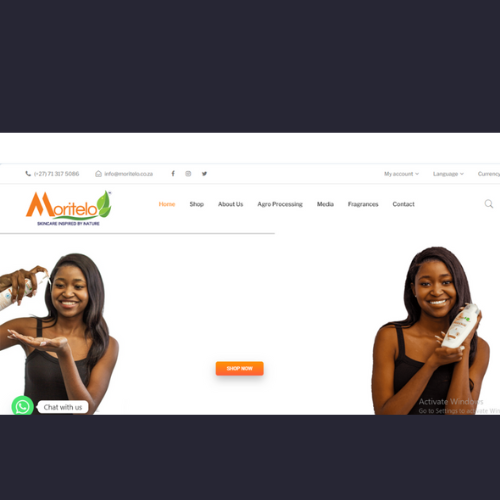 (+27) 71 317 5086 info@moritelo.co.za My account Language Currency
Moritelo
SKINCARE INSPIRED BY NATURE
Home Shop About Us Agro Processing Media Fragrances Contact
SHOP NOW
Chat with us
Activate Windows
Go to Settings to activate Win